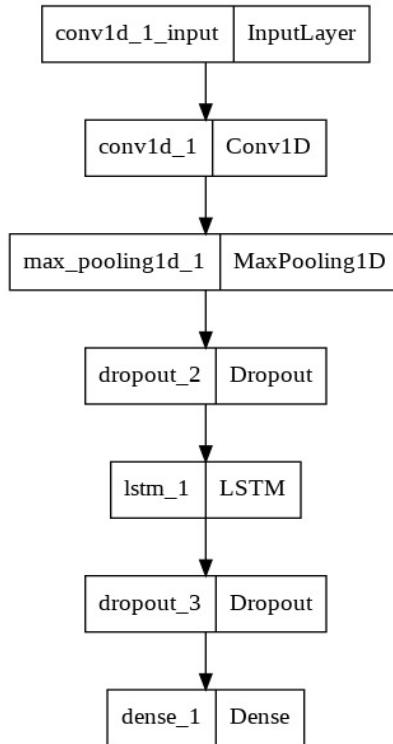 conv1d_1_input InputLayer
conv1d_1 Conv1D
max_pooling1d_1 MaxPooling1D
dropout_2 Dropout
lstm_1 LSTM
dropout_3 Dropout
dense_1 Dense